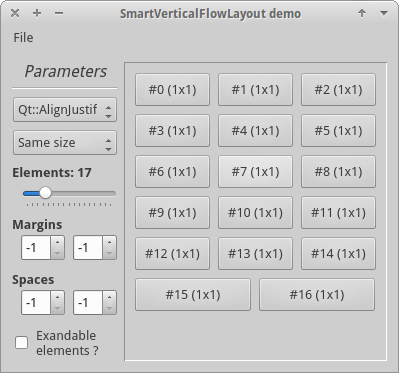 SmartVerticalFlowLayout demo
File
Parameters
Qt::AlignJustif
Same size
Elements: 17
Margins
-1 -1
Spaces
-1 -1
Exandable
elements ?
#0 (1x1) #1 (1x1) #2 (1x1)
#3 (1x1) #4 (1x1) #5 (1x1)
#6 (1x1) #7 (1x1) #8 (1x1)
#9 (1x1) #10 (1x1) #11 (1x1)
#12 (1x1) #13 (1x1) #14 (1x1)
#15 (1x1) #16 (1x1)